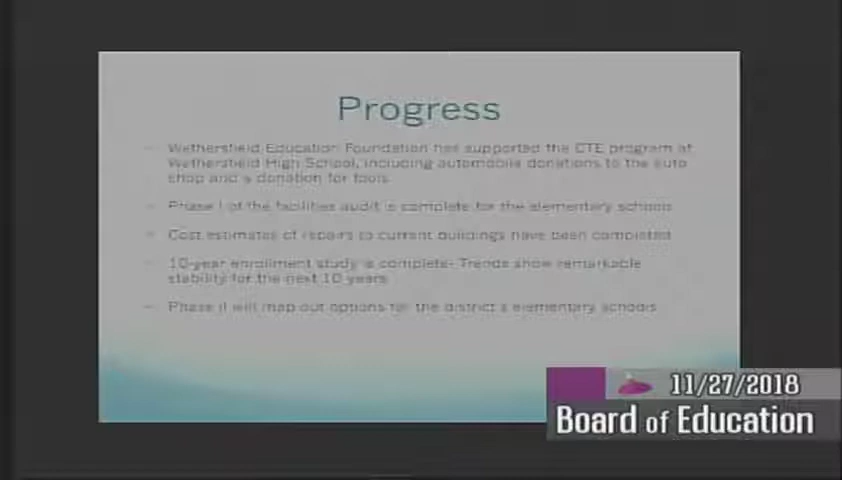 Progress
Wethersfield Education Foundation has supported the CTE program at
Wethersfield High School, including automobile donations to the auto
shop and a donation for tools
Phase I of the facilities audit is complete for the elementary schools
Cost estimates of repairs to current buildings have been completed
10-year enrollment study is complete- Trends show remarkable
stability for the next 10 years
Phase II will map out options for the district's elementary schools
11/27/2018
Board of Education